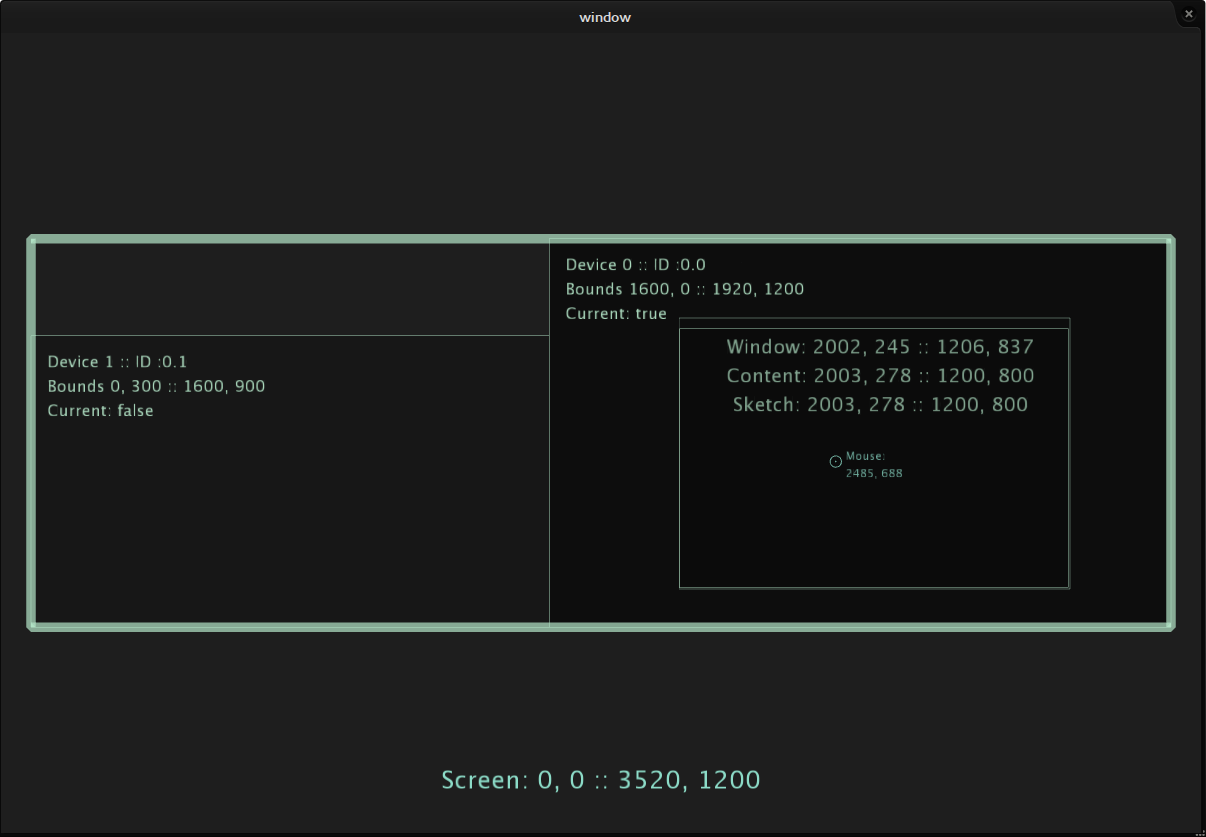 window
Device 0 :: ID :0.0
Bounds 1600, 0 :: 1920, 1200
Current: true
Device 1 :: ID :0.1
Bounds 0, 300 :: 1600, 900
Current: false
Window: 2002, 245 :: 1206, 837
Content: 2003, 278 :: 1200, 800
Sketch: 2003, 278 :: 1200, 800
Mouse:
2485, 688
Screen: 0, 0 :: 3520, 1200